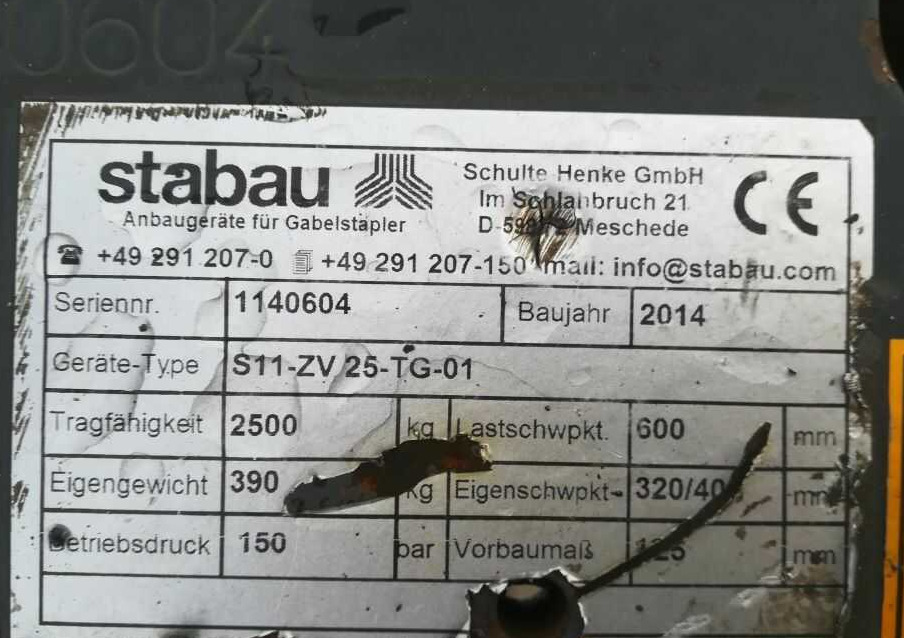 0604
stabau
Anbaugeräte für Gabelstapler
Schulte Henke GmbH
Im Schlahbruch 21
Meschede
CE
+49 291 207-0 +49 291 207-150 mail: info@stabau.com
Seriennr. 1140604 Baujahr 2014
Geräte-Type S11-ZV 25-TG-01
Tragfähigkeit 2500 kg Lastschwpkt. 600 mm
Eigengewicht 390 kg Eigenschwpkt- mm
Betriebsdruck 150 bar Vorbaumaß mm